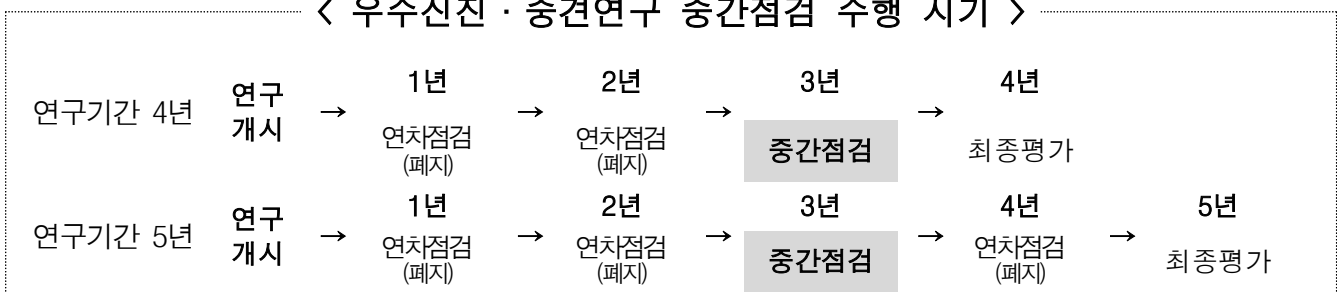 < 우수신진 · 중견연구 중간점검 수행 시기 >
1년 2년 3년 4년
연구기간 4년 연구 개시 → 연차점검 (폐지) → 연차점검 (폐지) → 중간점검 → 최종평가
1년 2년 3년 4년 5년
연구기간 5년 연구 개시 → 연차점검 (폐지) → 연차점검 (폐지) → 중간점검 → 연차점검 (폐지) → 최종평가